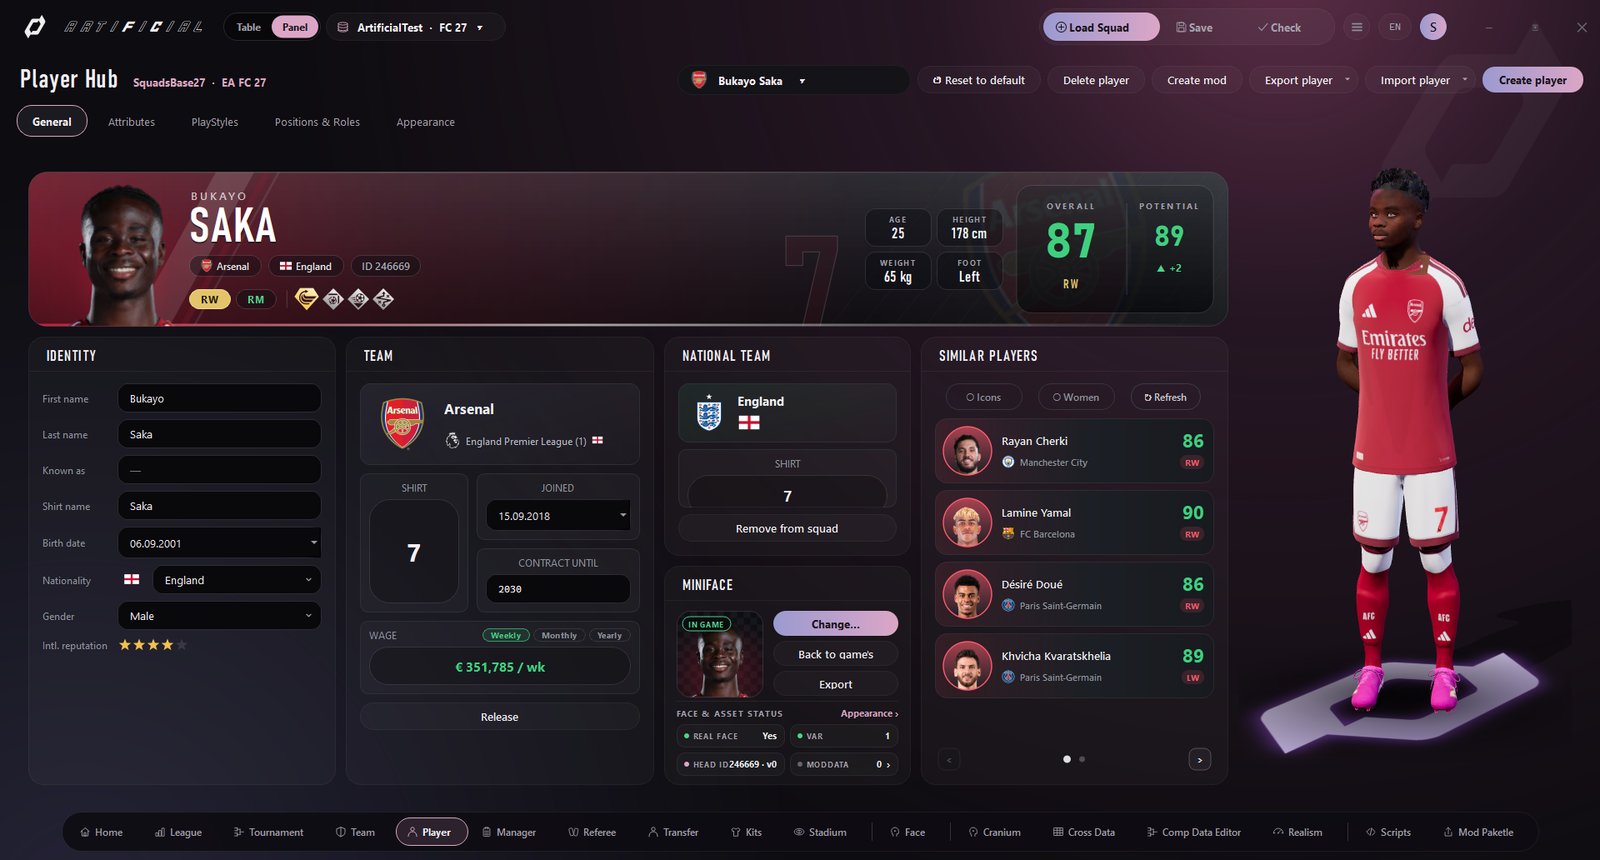 ARTIFICIAL
Table
Panel
ArtificialTest · FC 27
Load Squad
Save
Check
EN
S
Player Hub
SquadsBase27 · EA FC 27
Bukayo Saka
Reset to default
Delete player
Create mod
Export player
Import player
Create player
General
Attributes
PlayStyles
Positions & Roles
Appearance
BUKAYO
SAKA
Arsenal
England
ID 246669
RW
RM
7
AGE
25
HEIGHT
178 cm
WEIGHT
65 kg
FOOT
Left
Arsenal
OVERALL
87
RW
POTENTIAL
89
▲ +2
IDENTITY
First name
Bukayo
Last name
Saka
Known as
—
Shirt name
Saka
Birth date
06.09.2001
Nationality
England
Gender
Male
Intl. reputation
TEAM
Arsenal
Arsenal
England Premier League (1)
SHIRT
7
JOINED
15.09.2018
CONTRACT UNTIL
2030
WAGE
Weekly
Monthly
Yearly
€ 351,785 / wk
Release
NATIONAL TEAM
England
SHIRT
7
Remove from squad
MINIFACE
IN GAME
Change...
Back to game's
Export
FACE & ASSET STATUS
Appearance ›
REAL FACE
Yes
VAR
1
HEAD ID
246669 · v0
MODDATA
0 ›
SIMILAR PLAYERS
Icons
Women
Refresh
Rayan Cherki
Manchester City
86
RW
Lamine Yamal
FC Barcelona
90
RW
Désiré Doué
Paris Saint-Germain
86
RW
Khvicha Kvaratskhelia
Paris Saint-Germain
89
LW
<
>
Emirates
FLY BETTER
7
AFC
AFC
Home
League
Tournament
Team
Player
Manager
Referee
Transfer
Kits
Stadium
Face
Cranium
Cross Data
Comp Data Editor
Realism
Scripts
Mod Paketle